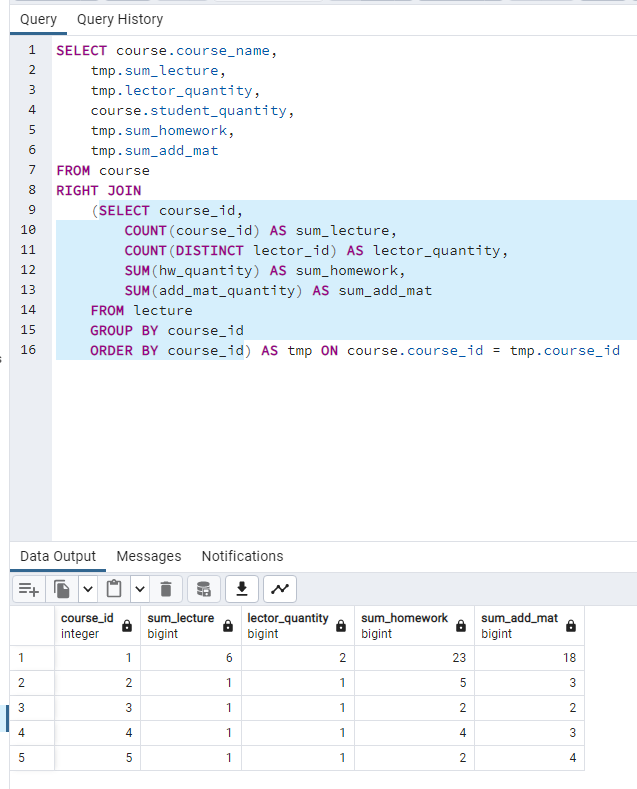 Query Query History
1 SELECT course.course_name,
2 tmp.sum_lecture,
3 tmp.lector_quantity,
4 course.student_quantity,
5 tmp.sum_homework,
6 tmp.sum_add_mat
7 FROM course
8 RIGHT JOIN
9 (SELECT course_id,
10 COUNT(course_id) AS sum_lecture,
11 COUNT(DISTINCT lector_id) AS lector_quantity,
12 SUM(hw_quantity) AS sum_homework,
13 SUM(add_mat_quantity) AS sum_add_mat
14 FROM lecture
15 GROUP BY course_id
16 ORDER BY course_id) AS tmp ON course.course_id = tmp.course_id
Data Output Messages Notifications
course_id sum_lecture lector_quantity sum_homework sum_add_mat
integer bigint bigint bigint bigint
1 1 6 2 23 18
2 2 1 1 5 3
3 3 1 1 2 2
4 4 1 1 4 3
5 5 1 1 2 4